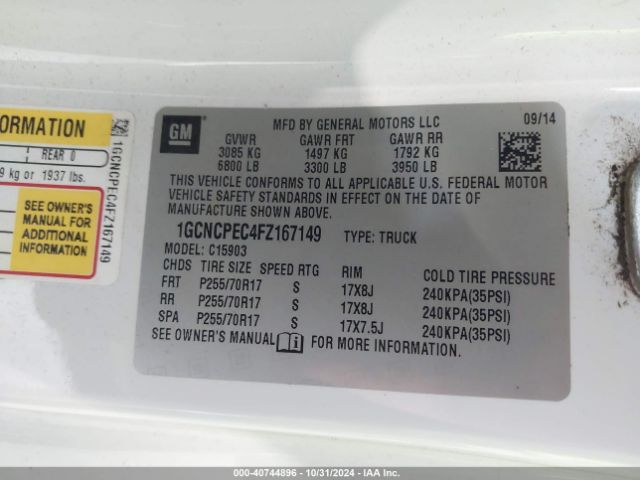 ORMATION
REAR 0
9 kg or 1937 lbs.
SEE OWNER'S
MANUAL FOR
ADDITIONAL
INFORMATION
1GCNCPEC4FZ167149
GM
MFD BY GENERAL MOTORS LLC
09/14
GVWR GAWR FRT GAWR RR
3085 KG 1497 KG 1792 KG
6800 LB 3300 LB 3950 LB
THIS VEHICLE CONFORMS TO ALL APPLICABLE U.S. FEDERAL MOTOR
VEHICLE SAFETY STANDARDS IN EFFECT ON THE DATE OF
MANUFACTURE SHOWN ABOVE.
1GCNCPEC4FZ167149 TYPE: TRUCK
MODEL: C15903
CHDS TIRE SIZE SPEED RTG RIM COLD TIRE PRESSURE
FRT P255/70R17 S 17X8J 240KPA(35PSI)
RR P255/70R17 S 17X8J 240KPA(35PSI)
SPA P255/70R17 S 17X7.5J 240KPA(35PSI)
SEE OWNER'S MANUAL i FOR ADDITIONAL INFORMATION.
000-40744896 - 10/31/2024 - IAA Inc.